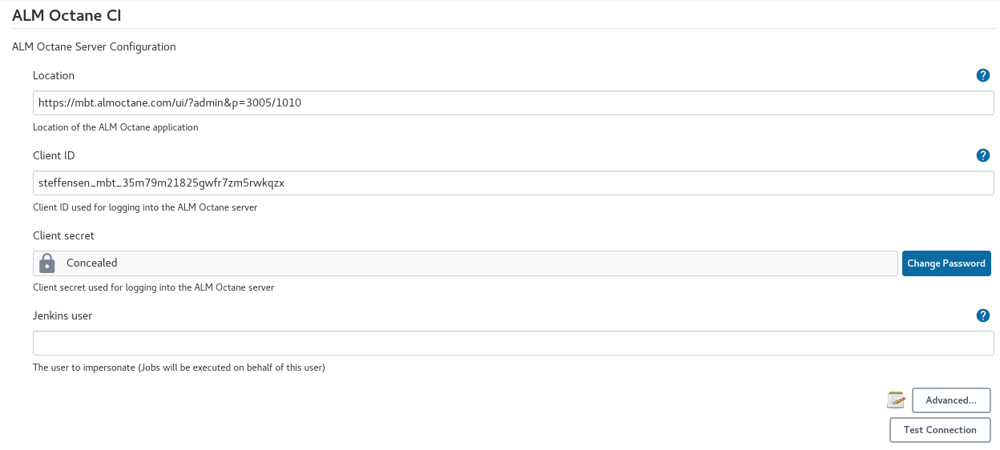 ALM Octane CI
ALM Octane Server Configuration
Location
https://mbt.almoctane.com/ui/?admin&p=3005/1010
Location of the ALM Octane application
Client ID
steffensen_mbt_35m79m21825gwfr7zm5rwkqzx
Client ID used for logging into the ALM Octane server
Client secret
Concealed
Change Password
Client secret used for logging into the ALM Octane server
Jenkins user
The user to impersonate (Jobs will be executed on behalf of this user)
Advanced...
Test Connection